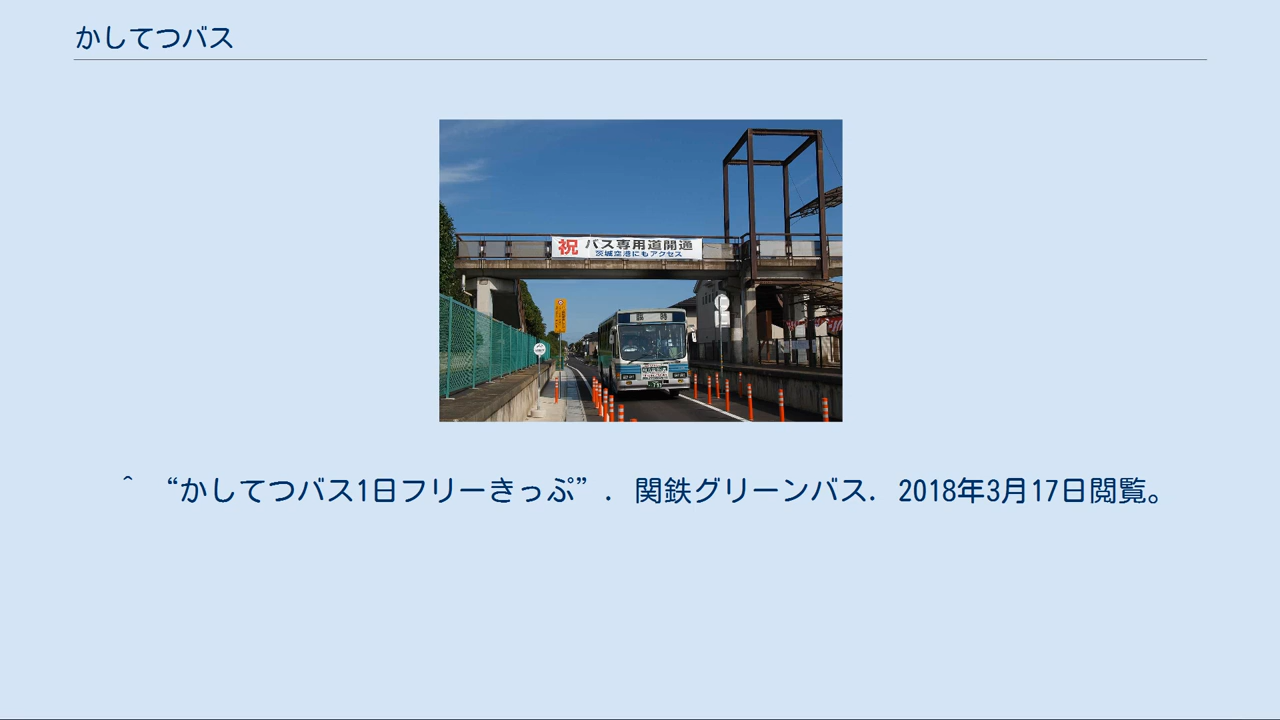 かしてつバス
祝 バス専用道開通
茨城空港にもアクセス
臨時
^ “かしてつバス1日フリーきっぷ”. 関鉄グリーンバス. 2018年3月17日閲覧。